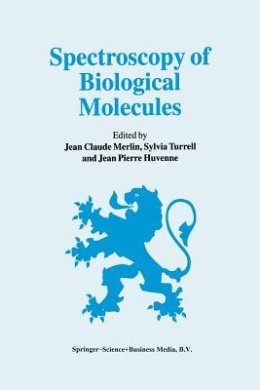 Spectroscopy of
Biological
Molecules
Edited by
Jean Claude Merlin, Sylvia Turrell
and Jean Pierre Huvenne
Springer-Science+Business Media, B.V.